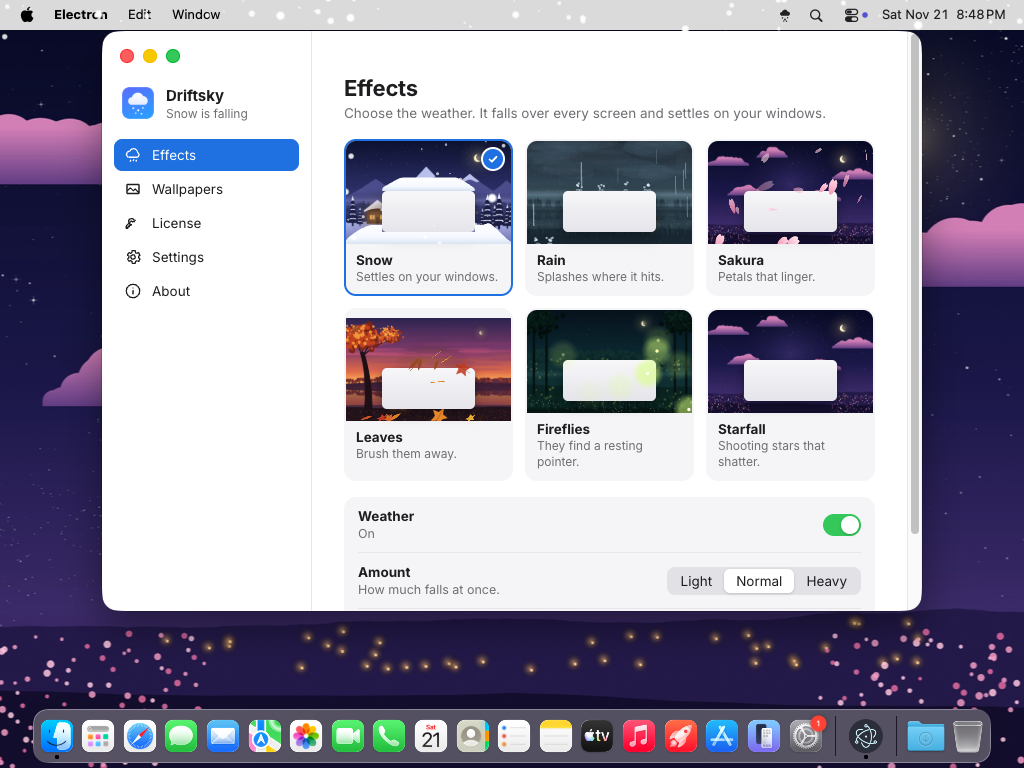 Electron Edit Window Sat Nov 21 8:48 PM
Driftsky
Snow is falling
Effects
Wallpapers
License
Settings
About
Effects
Choose the weather. It falls over every screen and settles on your windows.
Snow
Settles on your windows.
Rain
Splashes where it hits.
Sakura
Petals that linger.
Leaves
Brush them away.
Fireflies
They find a resting
pointer.
Starfall
Shooting stars that
shatter.
Weather
On
Amount
How much falls at once.
Light Normal Heavy
Sat
21
tv
1